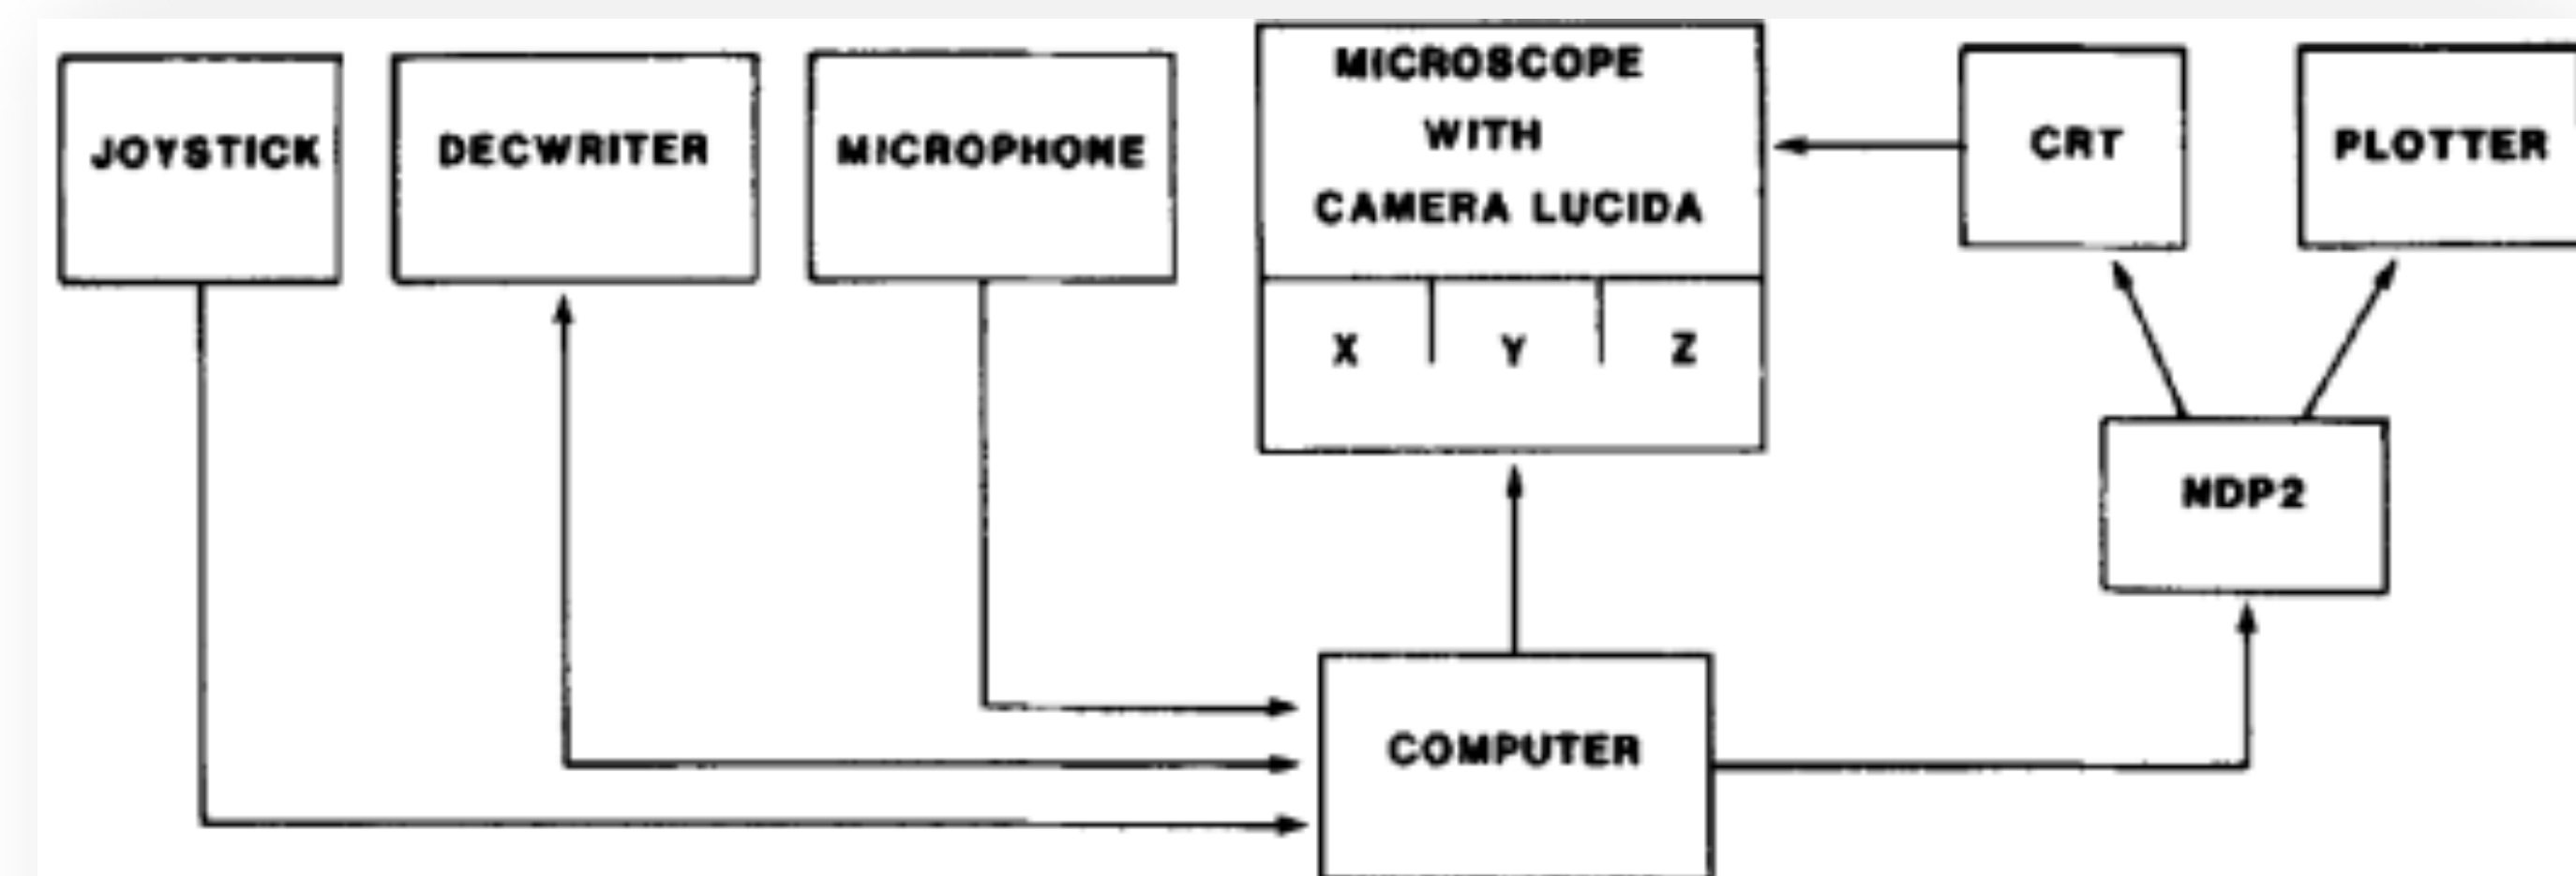 JOYSTICK
DECWRITER
MICROPHONE
MICROSCOPE
WITH
CAMERA LUCIDA
X Y Z
CRT
PLOTTER
NDP2
COMPUTER